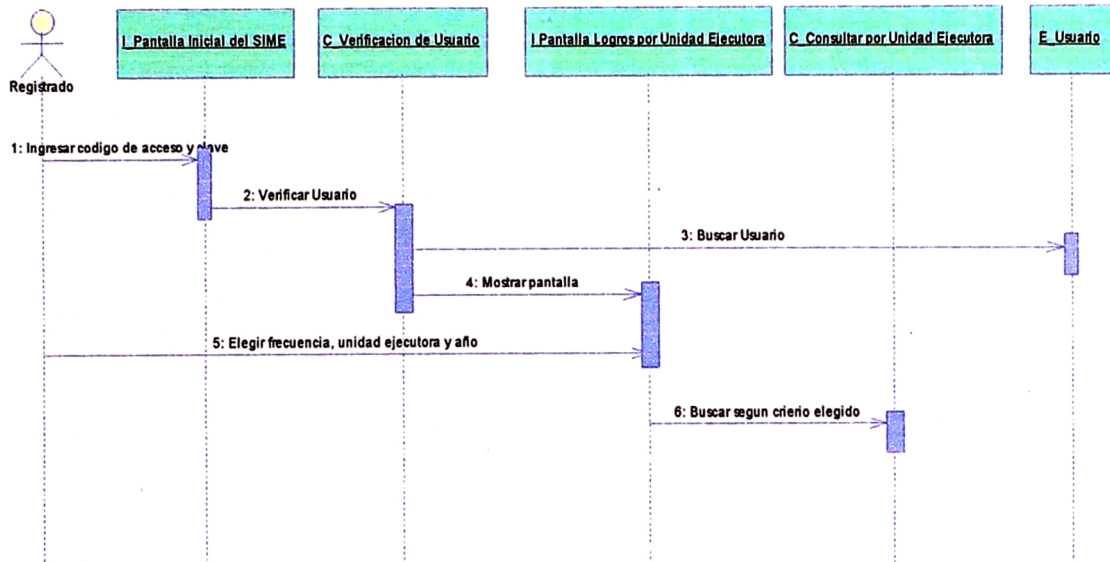 I_Pantalla Inicial del SIME
C_Verificacion de Usuario
I Pantalla Logros por Unidad Ejecutora
C_Consultar por Unidad Ejecutora
E_Usuario
Registrado
1: Ingresar codigo de acceso y clave
2: Verificar Usuario
3: Buscar Usuario
4: Mostrar pantalla
5: Elegir frecuencia, unidad ejecutora y año
6: Buscar segun crierio elegido